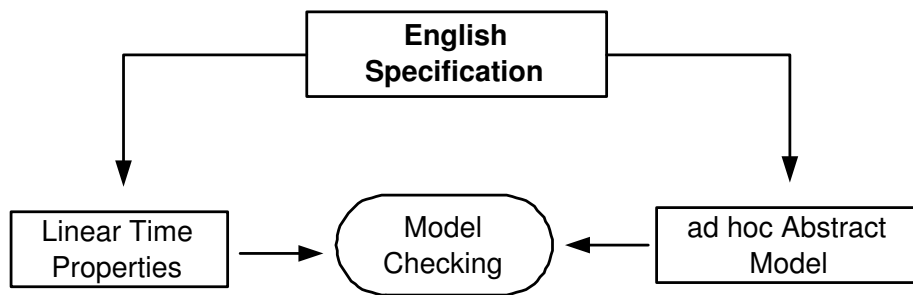 English
Specification
Linear Time
Properties
Model
Checking
ad hoc Abstract
Model